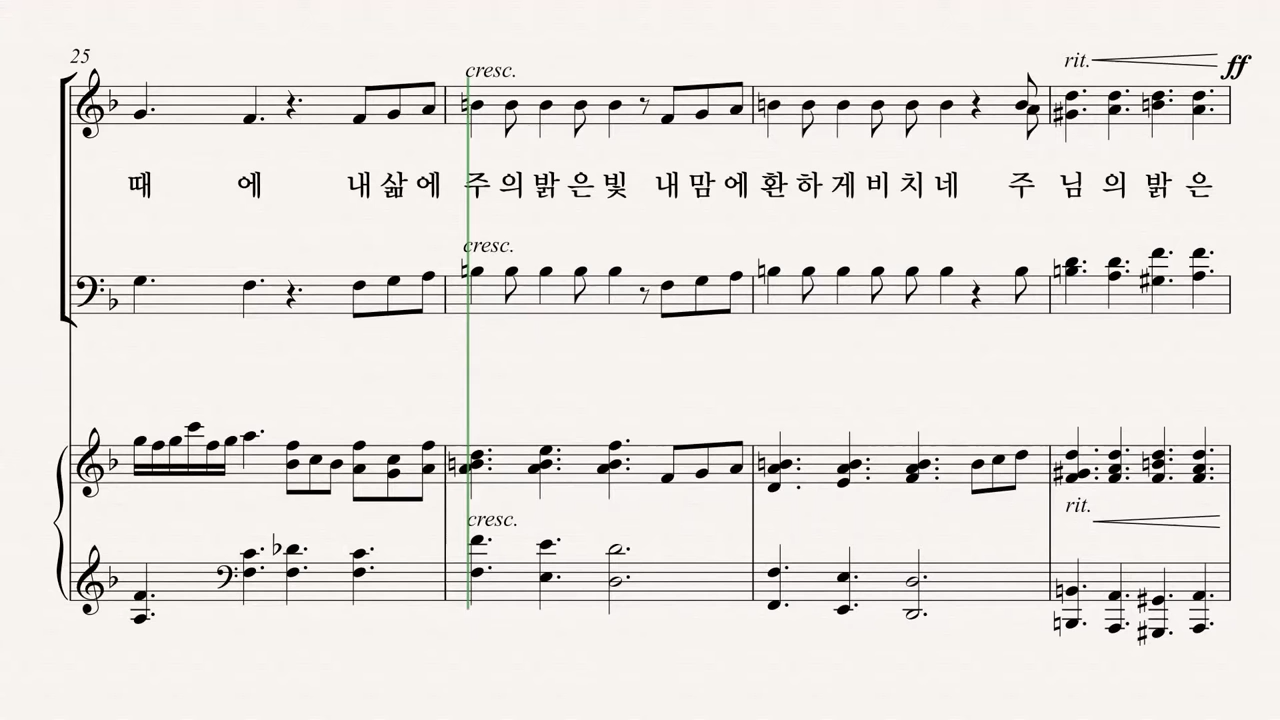 25
cresc.
rit. ff
때 에 내 삶 에 주 의 밝 은 빛 내 맘 에 환 하 게 비 치 네 주 님 의 밝 은
cresc.
cresc.
rit.